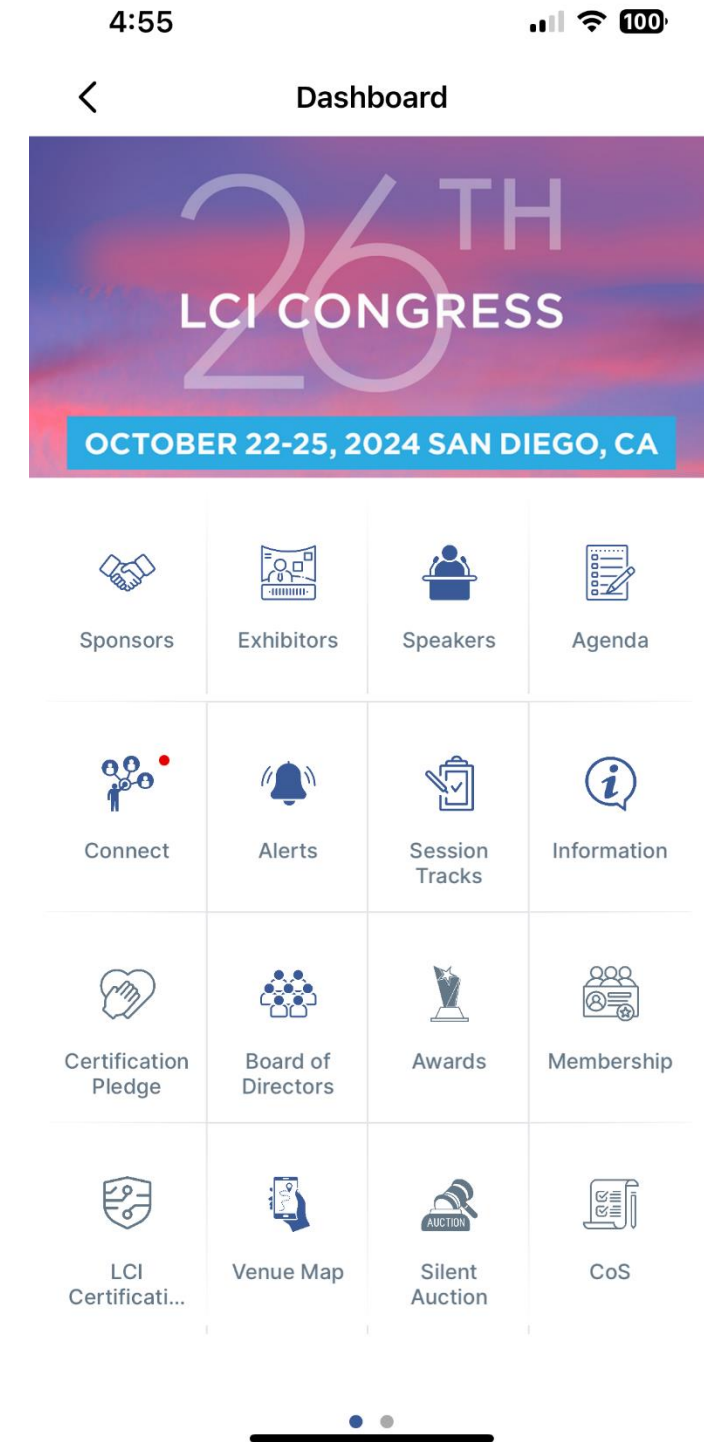 4:55
100
Dashboard
26TH
LCI CONGRESS
OCTOBER 22-25, 2024 SAN DIEGO, CA
Sponsors
Exhibitors
Speakers
Agenda
Connect
Alerts
Session
Tracks
Information
Certification
Pledge
Board of
Directors
Awards
Membership
LCI
Certificati...
Venue Map
AUCTION
Silent
Auction
CoS